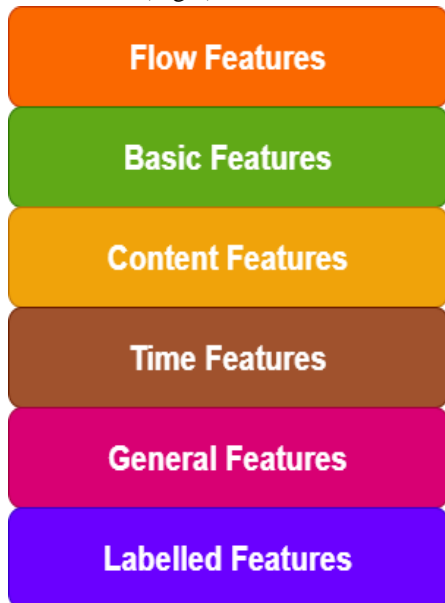 Flow Features
Basic Features
Content Features
Time Features
General Features
Labelled Features